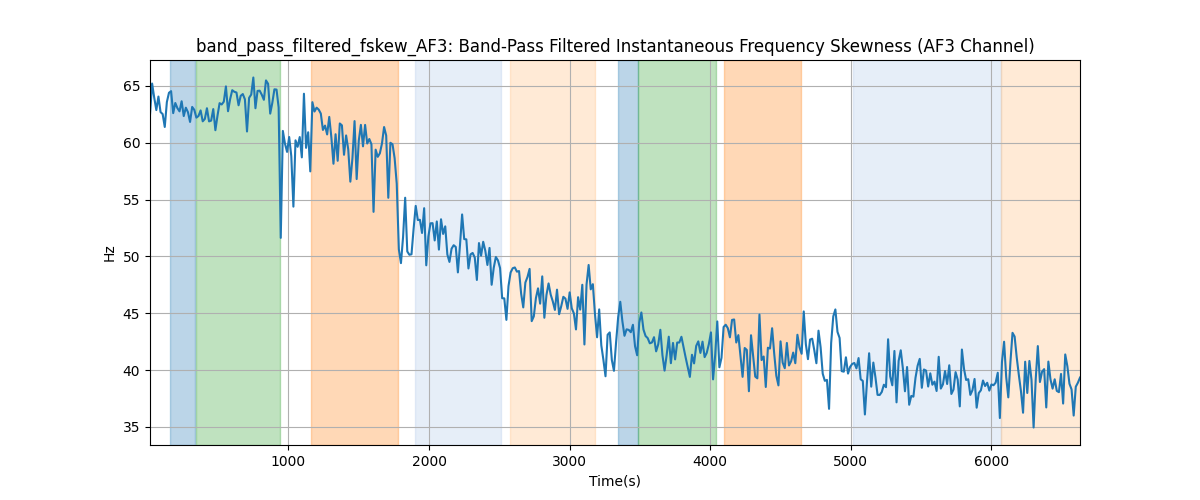 band_pass_filtered_fskew_AF3: Band-Pass Filtered Instantaneous Frequency Skewness (AF3 Channel)
65
60
55
50
45
40
35
Hz
1000 2000 3000 4000 5000 6000
Time(s)